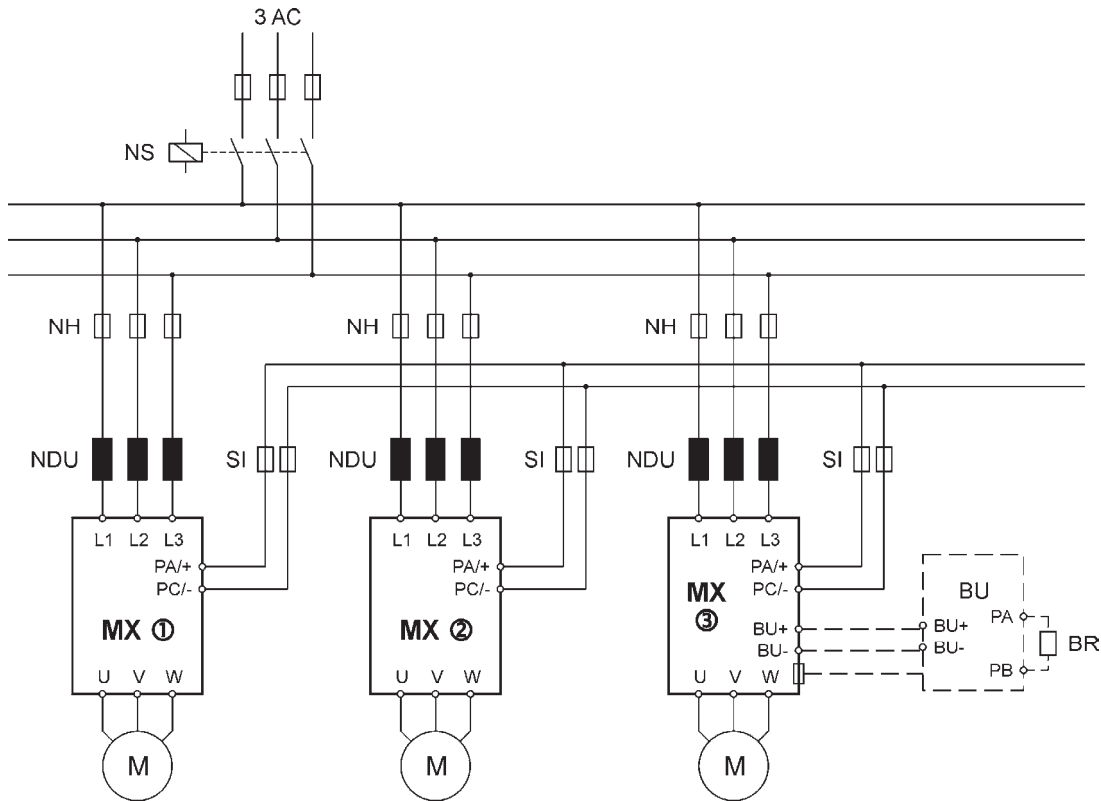 3 AC
NS
NH NH NH
NDU SI NDU SI NDU SI
L1 L2 L3 L1 L2 L3 L1 L2 L3
PA/+ PA/+ PA/+
PC/- PC/- PC/-
MX ① MX ② MX
③
BU
PA
BU+ BU+
BU- BU-
BR
PB
U V W U V W U V W
M M M